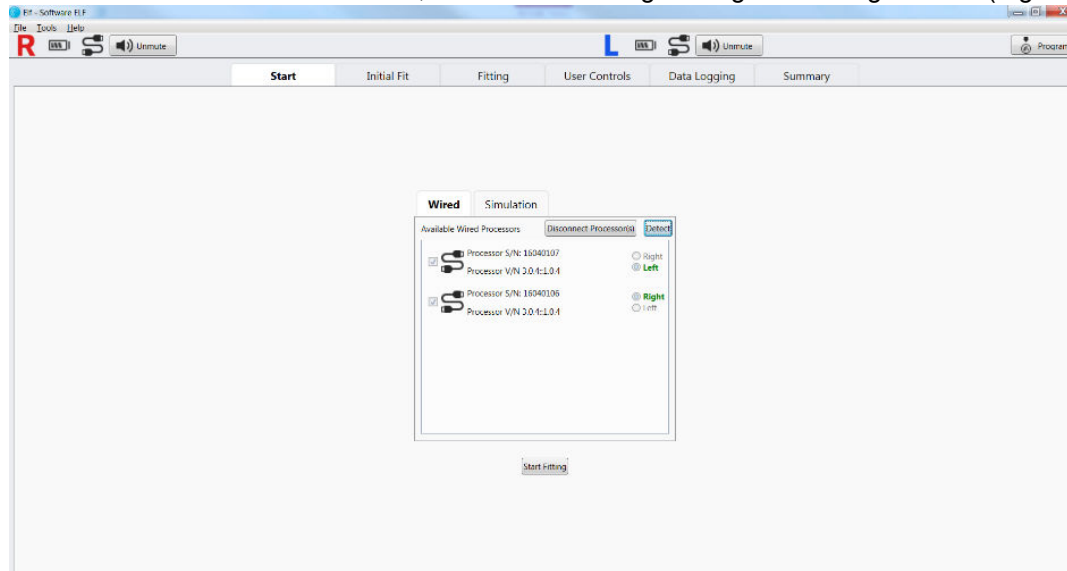 Elf - Software ELF
File Tools Help
R Unmute L Unmute Program
Start Initial Fit Fitting User Controls Data Logging Summary
Wired Simulation
Available Wired Processors Disconnect Processor(s) Detect
Processor S/N: 16040107 Right
Processor V/N 3.0.4::1.0.4 Left
Processor S/N: 16040106 Right
Processor V/N 3.0.4::1.0.4 Left
Start Fitting